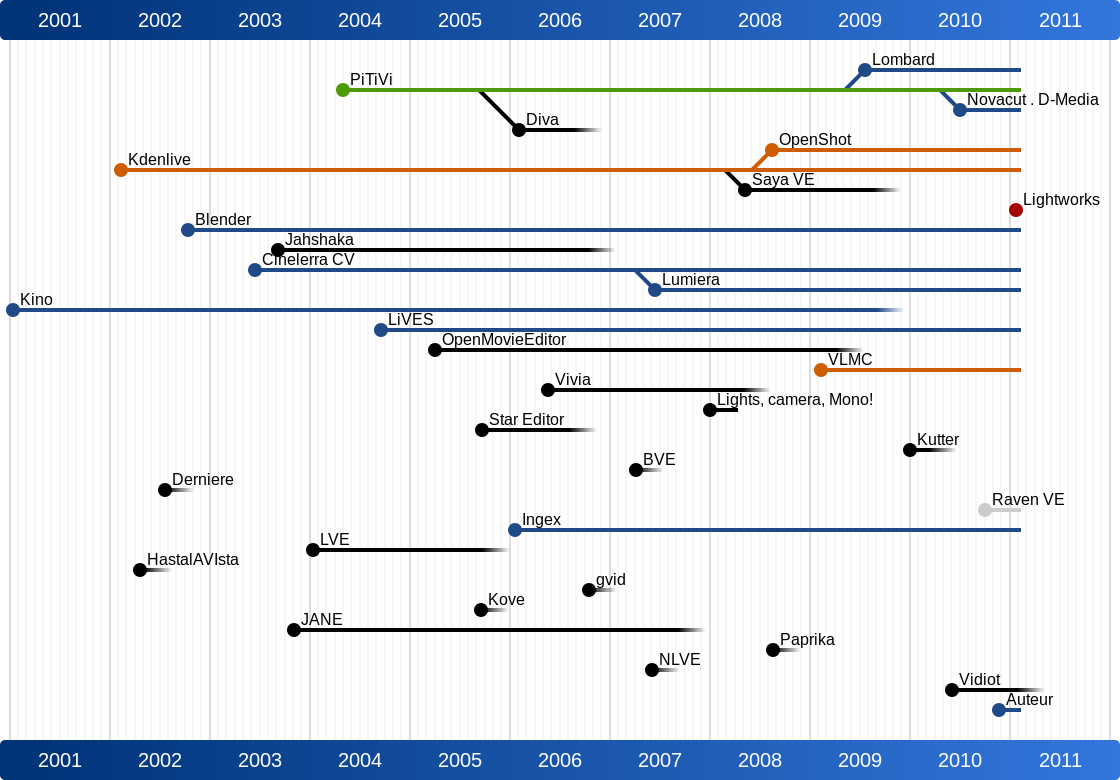 2001 2002 2003 2004 2005 2006 2007 2008 2009 2010 2011
Lombard
PiTiVi
Novacut . D-Media
Diva
OpenShot
Kdenlive
Saya VE
Lightworks
Blender
Jahshaka
Cinelerra CV
Lumiera
Kino
LiVES
OpenMovieEditor
VLMC
Vivia
Lights, camera, Mono!
Star Editor
Kutter
BVE
Derniere
Raven VE
Ingex
LVE
HastalAVIsta
gvid
Kove
JANE
Paprika
NLVE
Vidiot
Auteur
2001 2002 2003 2004 2005 2006 2007 2008 2009 2010 2011